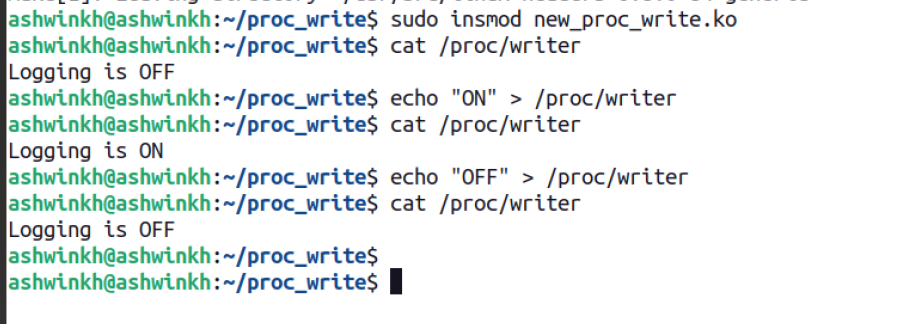 ashwinkh@ashwinkh:~/proc_write$ sudo insmod new_proc_write.ko
ashwinkh@ashwinkh:~/proc_write$ cat /proc/writer
Logging is OFF
ashwinkh@ashwinkh:~/proc_write$ echo "ON" > /proc/writer
ashwinkh@ashwinkh:~/proc_write$ cat /proc/writer
Logging is ON
ashwinkh@ashwinkh:~/proc_write$ echo "OFF" > /proc/writer
ashwinkh@ashwinkh:~/proc_write$ cat /proc/writer
Logging is OFF
ashwinkh@ashwinkh:~/proc_write$
ashwinkh@ashwinkh:~/proc_write$